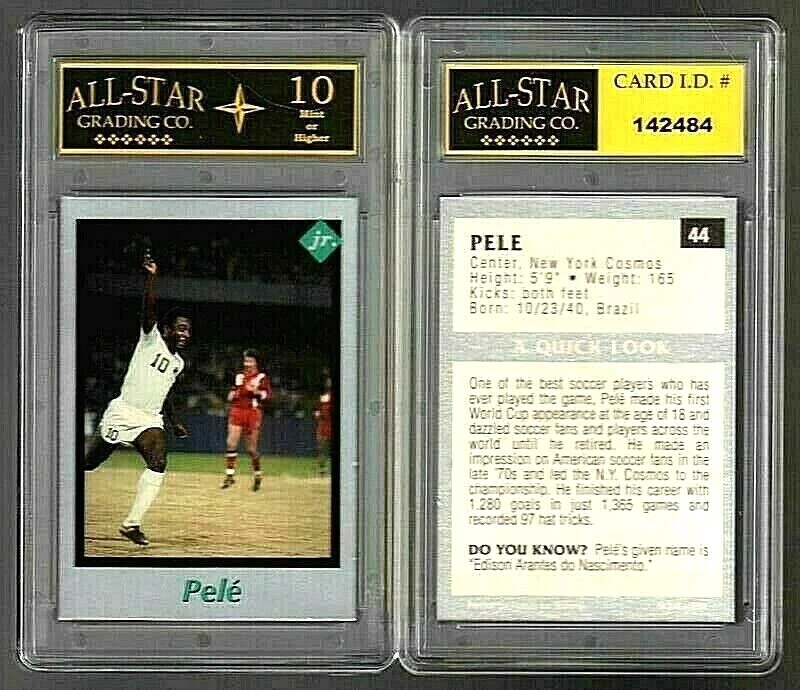 ALL-STAR
GRADING CO.
10
Mint
or
Higher
jr.
10
10
Pelé
ALL-STAR
GRADING CO.
CARD I.D. #
142484
44
PELE
Center, New York Cosmos
Height: 5'9" • Weight: 165
Kicks: both feet
Born: 10/23/40, Brazil
A QUICK LOOK
One of the best soccer players who has
ever played the game, Pelé made his first
World Cup appearance at the age of 18 and
dazzled soccer fans and players across the
world until he retired. He made an
impression on American soccer fans in the
late '70s and led the N.Y. Cosmos to the
championship. He finished his career with
1,280 goals in just 1,365 games and
recorded 97 hat tricks.
DO YOU KNOW? Pelé's given name is
"Edison Arantes do Nascimento."